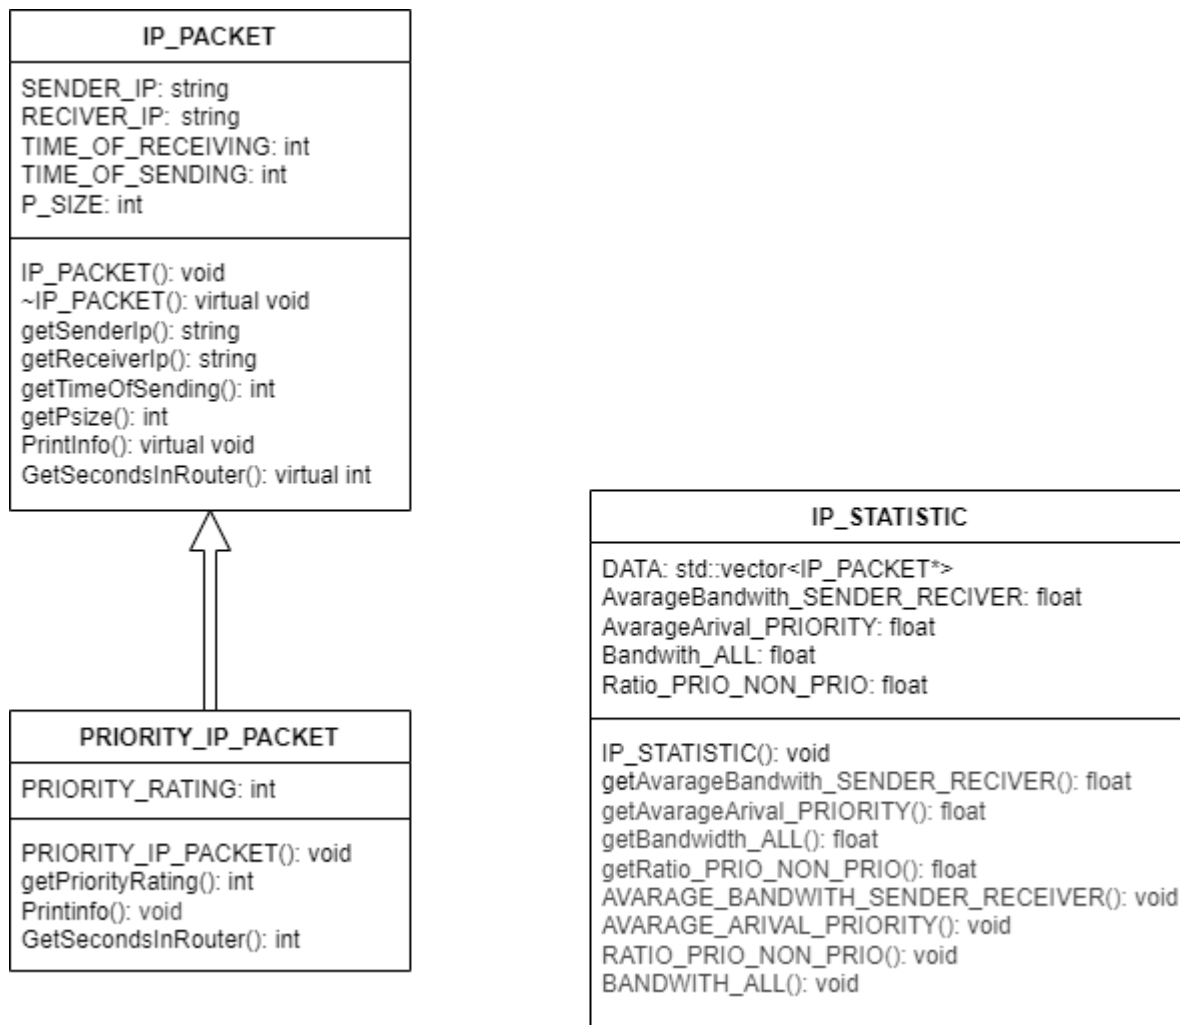 IP_PACKET
SENDER_IP: string
RECIVER_IP: string
TIME_OF_RECEIVING: int
TIME_OF_SENDING: int
P_SIZE: int
IP_PACKET(): void
~IP_PACKET(): virtual void
getSenderIp(): string
getReceiverIp(): string
getTimeOfSending(): int
getPsize(): int
PrintInfo(): virtual void
GetSecondsInRouter(): virtual int
PRIORITY_IP_PACKET
PRIORITY_RATING: int
PRIORITY_IP_PACKET(): void
getPriorityRating(): int
Printinfo(): void
GetSecondsInRouter(): int
IP_STATISTIC
DATA: std::vector<IP_PACKET*>
AvarageBandwith_SENDER_RECIVER: float
AvarageArival_PRIORITY: float
Bandwith_ALL: float
Ratio_PRIO_NON_PRIO: float
IP_STATISTIC(): void
getAvarageBandwith_SENDER_RECIVER(): float
getAvarageArival_PRIORITY(): float
getBandwidth_ALL(): float
getRatio_PRIO_NON_PRIO(): float
AVARAGE_BANDWITH_SENDER_RECEIVER(): void
AVARAGE_ARIVAL_PRIORITY(): void
RATIO_PRIO_NON_PRIO(): void
BANDWITH_ALL(): void